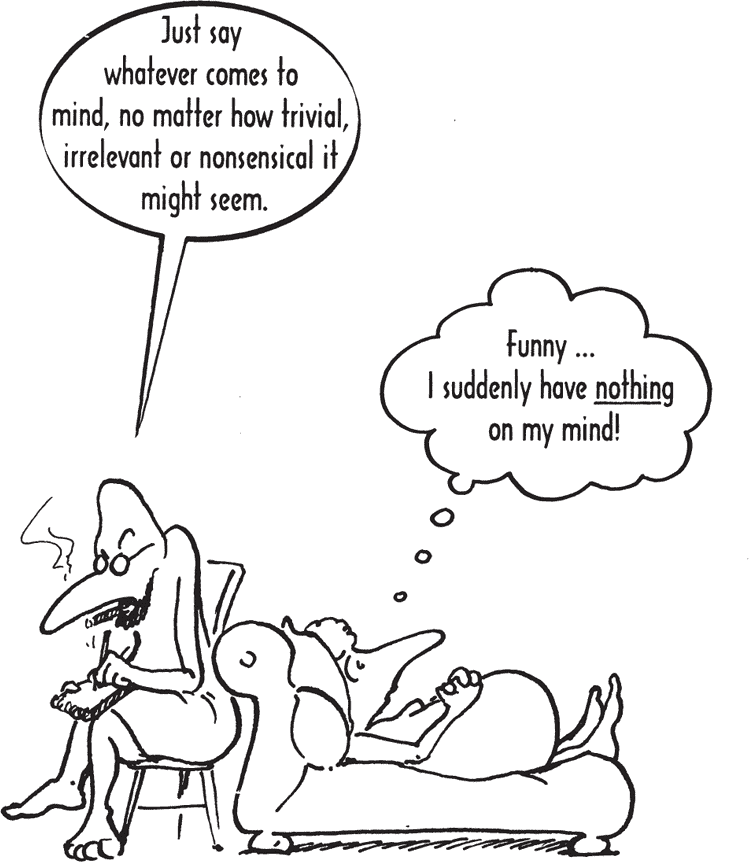 Just say
whatever comes to
mind, no matter how trivial,
irrelevant or nonsensical it
might seem.
Funny ...
I suddenly have nothing
on my mind!